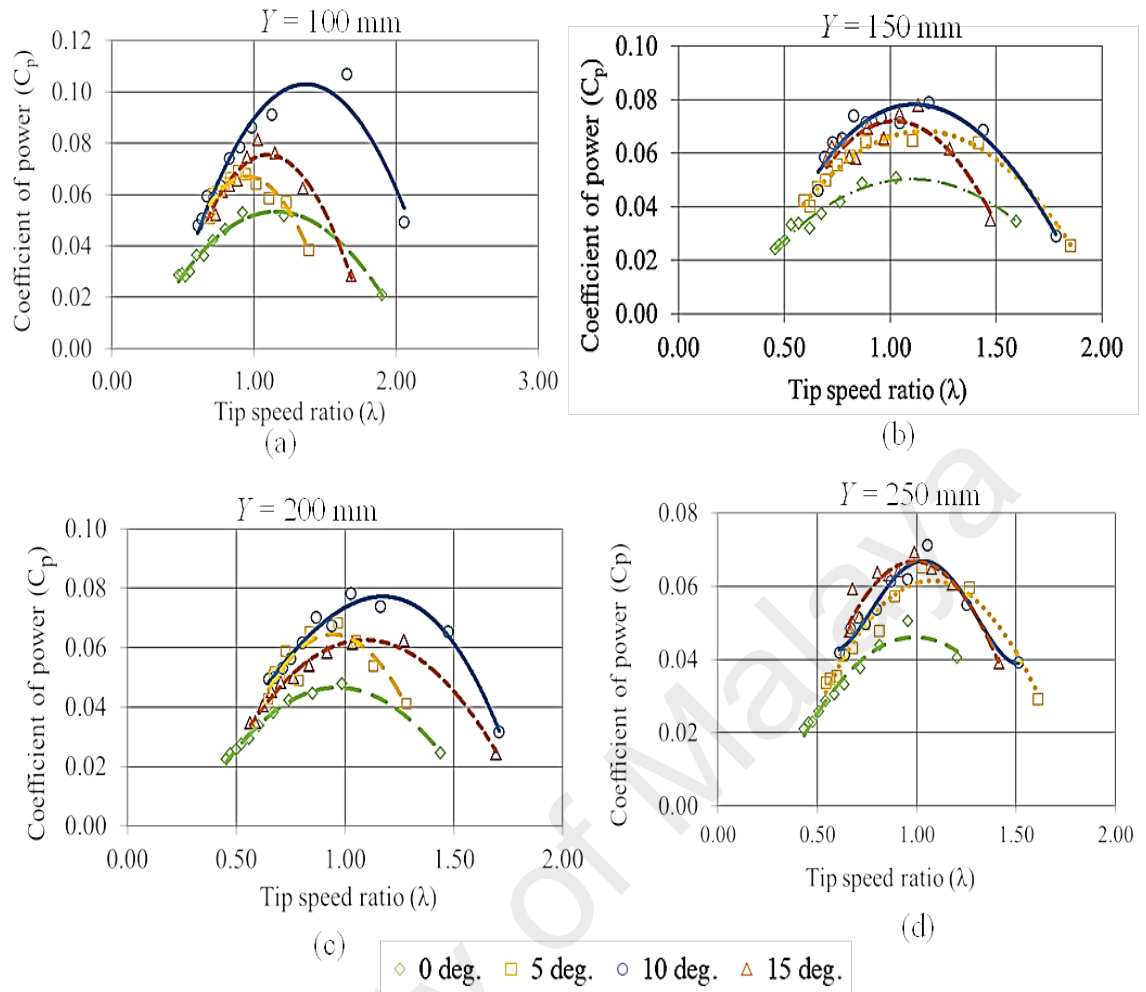 Y = 100 mm
Coefficient of power (Cₚ)
0.12
0.10
0.08
0.06
0.04
0.02
0.00
0.00 1.00 2.00 3.00
Tip speed ratio (λ)
(a)
Y = 150 mm
Coefficient of power (Cₚ)
0.10
0.08
0.06
0.04
0.02
0.00
0.00 0.50 1.00 1.50 2.00
Tip speed ratio (λ)
(b)
Y = 200 mm
Coefficient of power (Cₚ)
0.10
0.08
0.06
0.04
0.02
0.00
0.00 0.50 1.00 1.50 2.00
Tip speed ratio (λ)
(c)
Y = 250 mm
Coefficient of power (Cp)
0.08
0.06
0.04
0.02
0.00
0.00 0.50 1.00 1.50 2.00
Tip speed ratio (λ)
(d)
0 deg. 5 deg. 10 deg. 15 deg.
of Malaya